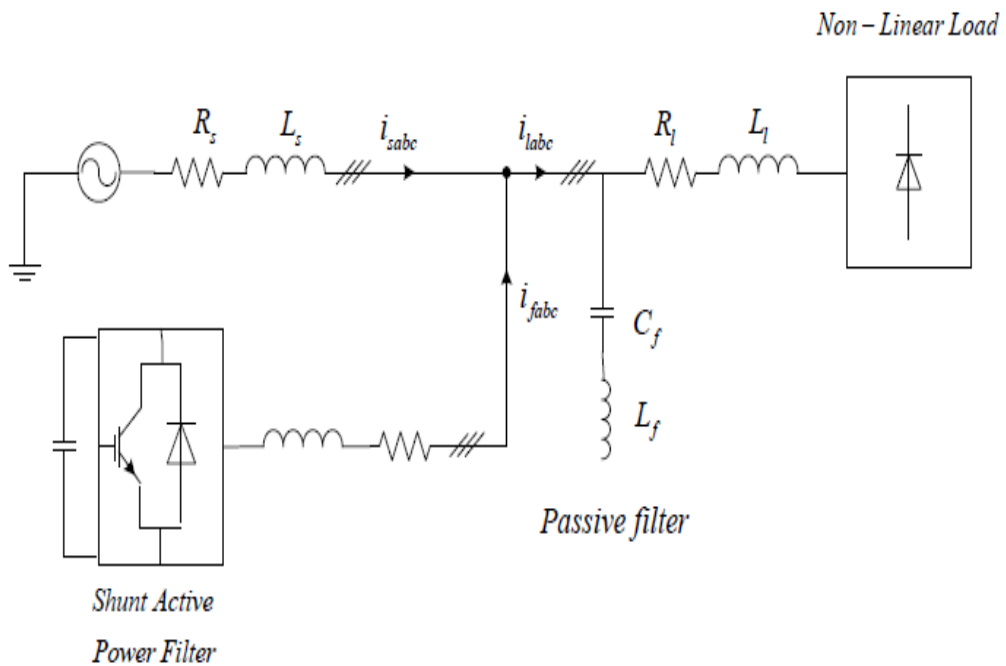 Non – Linear Load
R_s
L_s
i_sabc
i_labc
R_l
L_l
i_fabc
C_f
L_f
Passive filter
Shunt Active
Power Filter